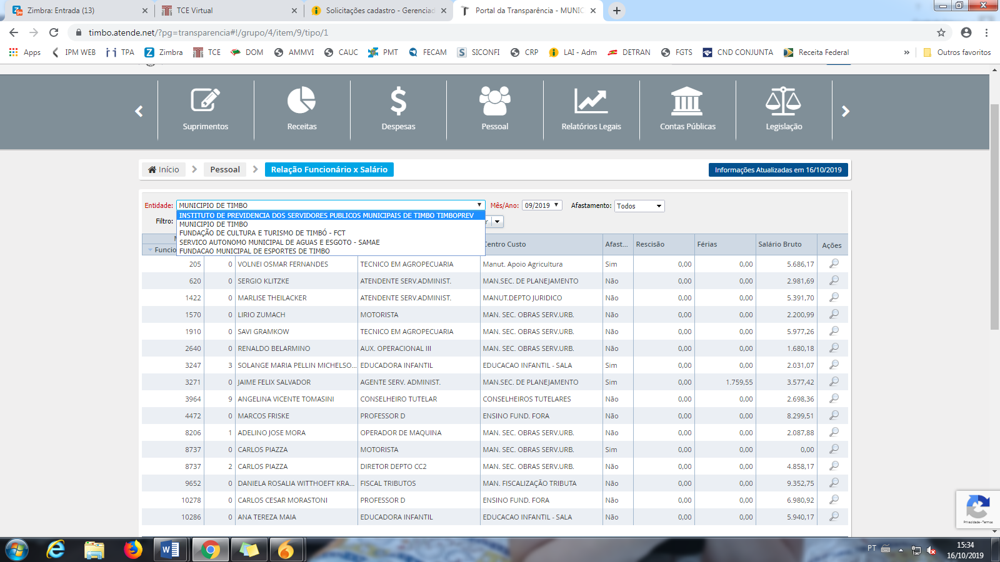 Zimbra: Entrada (13)
TCE Virtual
Solicitações cadastro - Gerenciad
Portal da Transparência - MUNIC
timbo.atende.net/?pg=transparencia#!/grupo/4/item/9/tipo/1
Apps IPM WEB TPA Zimbra TCE DOM AMMVI CAUC PMT FECAM SICONFI CRP LAI - Adm DETRAN FGTS CND CONJUNTA Receita Federal » Outros favoritos
Suprimentos Receitas Despesas Pessoal Relatórios Legais Contas Públicas Legislação
Início Pessoal Relação Funcionário x Salário Informações Atualizadas em 16/10/2019
Entidade: MUNICIPIO DE TIMBO Mês/Ano: 09/2019 Afastamento: Todos
INSTITUTO DE PREVIDENCIA DOS SERVIDORES PUBLICOS MUNICIPAIS DE TIMBO TIMBOPREV
Filtro:
MUNICIPIO DE TIMBO
FUNDAÇÃO DE CULTURA E TURISMO DE TIMBÓ - FCT
SERVICO AUTONOMO MUNICIPAL DE AGUAS E ESGOTO - SAMAE
FUNDACAO MUNICIPAL DE ESPORTES DE TIMBO
Funcio Centro Custo Afast... Rescisão Férias Salário Bruto Ações
205 0 VOLNEI OSMAR FERNANDES TECNICO EM AGROPECUARIA Manut. Apoio Agricultura Sim 0,00 0,00 5.686,17
620 0 SERGIO KLITZKE ATENDENTE SERV.ADMINIST. MAN.SEC. DE PLANEJAMENTO Não 0,00 0,00 2.981,69
1422 0 MARLISE THEILACKER ATENDENTE SERV.ADMINIST. MANUT.DEPTO JURIDICO Não 0,00 0,00 5.391,70
1570 0 LIRIO ZUMACH MOTORISTA MAN. SEC. OBRAS SERV.URB. Não 0,00 0,00 2.200,99
1910 0 SAVI GRAMKOW TECNICO EM AGROPECUARIA MAN. SEC. OBRAS SERV.URB. Não 0,00 0,00 5.977,26
2640 0 RENALDO BELARMINO AUX. OPERACIONAL III MAN. SEC. OBRAS SERV.URB. Não 0,00 0,00 1.680,18
3247 3 SOLANGE MARIA PELLIN MICHELSO... EDUCADORA INFANTIL EDUCACAO INFANTIL - SALA Sim 0,00 0,00 2.031,07
3271 0 JAIME FELIX SALVADOR AGENTE SERV. ADMINIST. MAN.SEC. DE PLANEJAMENTO Sim 0,00 1.759,55 3.577,42
3964 9 ANGELINA VICENTE TOMASINI CONSELHEIRO TUTELAR CONSELHEIROS TUTELARES Não 0,00 0,00 2.698,36
4472 0 MARCOS FRISKE PROFESSOR D ENSINO FUND. FORA Não 0,00 0,00 8.299,51
8206 1 ADELINO JOSE MORA OPERADOR DE MAQUINA MAN. SEC. OBRAS SERV.URB. Não 0,00 0,00 2.087,88
8737 0 CARLOS PIAZZA MOTORISTA MAN. SEC. OBRAS SERV.URB. Sim 0,00 0,00 0,00
8737 2 CARLOS PIAZZA DIRETOR DEPTO CC2 MAN. SEC. OBRAS SERV.URB. Não 0,00 0,00 4.858,17
9652 0 DANIELA ROSALIA WITTHOEFT KRA... FISCAL TRIBUTOS MAN. FISCALIZAÇÃO TRIBUTA Não 0,00 0,00 9.352,75
10278 0 CARLOS CESAR MORASTONI PROFESSOR D ENSINO FUND. FORA Não 0,00 0,00 6.980,92
10286 0 ANA TEREZA MAIA EDUCADORA INFANTIL EDUCACAO INFANTIL - SALA Não 0,00 0,00 5.940,17
Privacidade - Termos
PT
15:34
16/10/2019